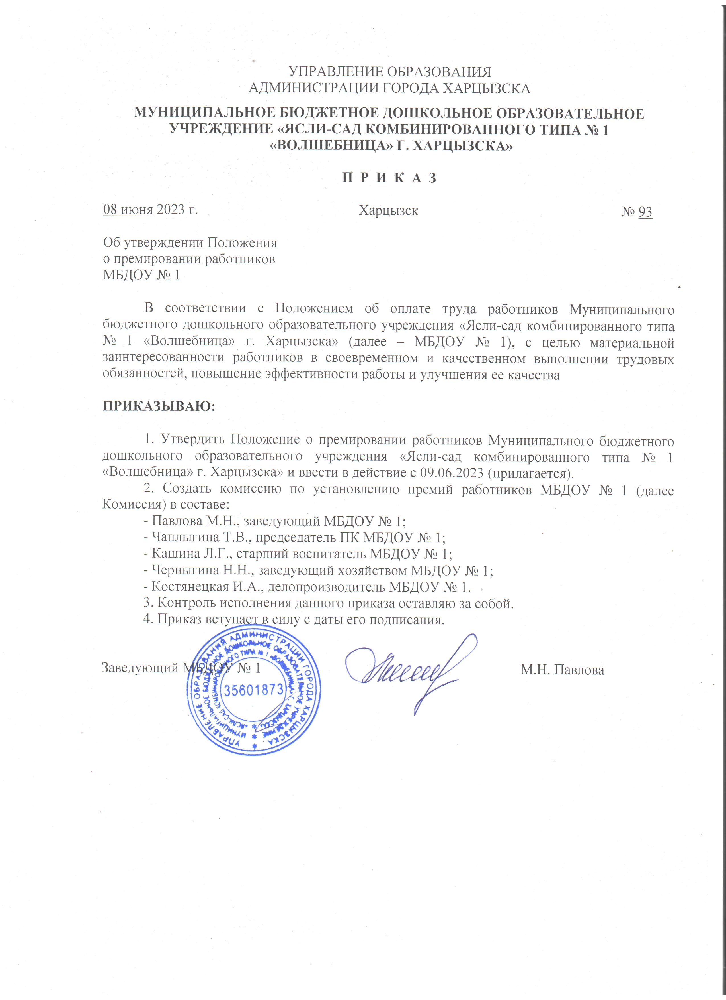 УПРАВЛЕНИЕ ОБРАЗОВАНИЯ
АДМИНИСТРАЦИИ ГОРОДА ХАРЦЫЗСКА
МУНИЦИПАЛЬНОЕ БЮДЖЕТНОЕ ДОШКОЛЬНОЕ ОБРАЗОВАТЕЛЬНОЕ
УЧРЕЖДЕНИЕ «ЯСЛИ-САД КОМБИНИРОВАННОГО ТИПА № 1
«ВОЛШЕБНИЦА» Г. ХАРЦЫЗСКА»
П Р И К А З
08 июня 2023 г. Харцызск № 93
Об утверждении Положения
о премировании работников
МБДОУ № 1
В соответствии с Положением об оплате труда работников Муниципального
бюджетного дошкольного образовательного учреждения «Ясли-сад комбинированного типа
№ 1 «Волшебница» г. Харцызска» (далее – МБДОУ № 1), с целью материальной
заинтересованности работников в своевременном и качественном выполнении трудовых
обязанностей, повышение эффективности работы и улучшения ее качества
ПРИКАЗЫВАЮ:
1. Утвердить Положение о премировании работников Муниципального бюджетного
дошкольного образовательного учреждения «Ясли-сад комбинированного типа № 1
«Волшебница» г. Харцызска» и ввести в действие с 09.06.2023 (прилагается).
2. Создать комиссию по установлению премий работников МБДОУ № 1 (далее
Комиссия) в составе:
- Павлова М.Н., заведующий МБДОУ № 1;
- Чаплыгина Т.В., председатель ПК МБДОУ № 1;
- Кашина Л.Г., старший воспитатель МБДОУ № 1;
- Черныгина Н.Н., заведующий хозяйством МБДОУ № 1;
- Костянецкая И.А., делопроизводитель МБДОУ № 1.
3. Контроль исполнения данного приказа оставляю за собой.
4. Приказ вступает в силу с даты его подписания.
Заведующий МБДОУ № 1 М.Н. Павлова
УПРАВЛЕНИЕ ОБРАЗОВАНИЯ АДМИНИСТРАЦИИ ГОРОДА ХАРЦЫЗСКА
МУНИЦИПАЛЬНОЕ БЮДЖЕТНОЕ ДОШКОЛЬНОЕ ОБРАЗОВАТЕЛЬНОЕ УЧРЕЖДЕНИЕ
«ЯСЛИ-САД КОМБИНИРОВАННОГО ТИПА № 1 «ВОЛШЕБНИЦА» Г. ХАРЦЫЗСКА»
35601873